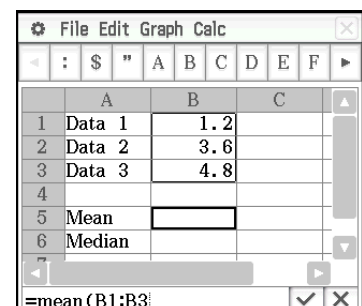 File Edit Graph Calc
: $ " A B C D E F
A B C
1 Data 1 1.2
2 Data 2 3.6
3 Data 3 4.8
4
5 Mean
6 Median
7
=mean(B1:B3